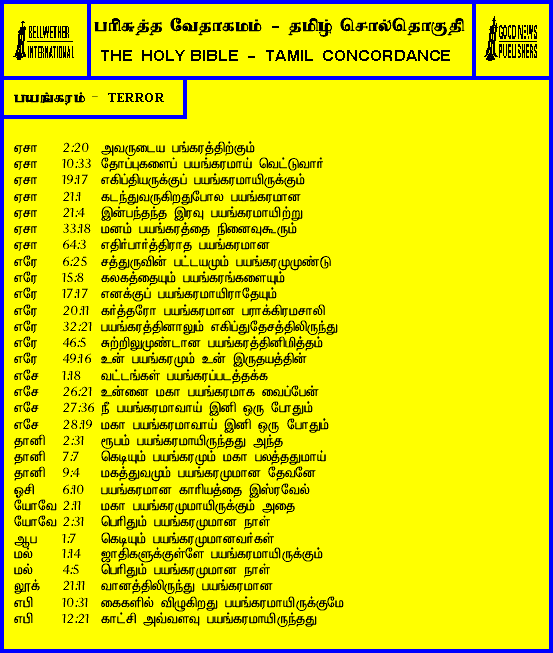 BELLWETHER
INTERNATIONAL
பரிசுத்த வேதாகமம் - தமிழ் சொல்தொகுதி
THE HOLY BIBLE - TAMIL CONCORDANCE
GOOD NEWS
PUBLISHERS
பயங்கரம் - TERROR
ஏசா 2:20 அவருடைய பங்கரத்திற்கும்
ஏசா 10:33 தோப்புகளைப் பயங்கரமாய் வெட்டுவார்
ஏசா 19:17 எகிப்தியருக்குப் பயங்கரமாயிருக்கும்
ஏசா 21:1 கடந்துவருகிறதுபோல பயங்கரமான
ஏசா 21:4 இன்பந்தந்த இரவு பயங்கரமாயிற்று
ஏசா 33:18 மனம் பயங்கரத்தை நினைவுகூரும்
ஏசா 64:3 எதிர்பார்த்திராத பயங்கரமான
எரே 6:25 சத்துருவின் பட்டயமும் பயங்கரமுமுண்டு
எரே 15:8 கலகத்தையும் பயங்கரங்களையும்
எரே 17:17 எனக்குப் பயங்கரமாயிராதேயும்
எரே 20:11 கர்த்தரோ பயங்கரமான பராக்கிரமசாலி
எரே 32:21 பயங்கரத்தினாலும் எகிப்துதேசத்திலிருந்து
எரே 46:5 சுற்றிலுமுண்டான பயங்கரத்தினிமித்தம்
எரே 49:16 உன் பயங்கரமும் உன் இருதயத்தின்
எசே 1:18 வட்டங்கள் பயங்கரப்படத்தக்க
எசே 26:21 உன்னை மகா பயங்கரமாக வைப்பேன்
எசே 27:36 நீ பயங்கரமாவாய் இனி ஒரு போதும்
எசே 28:19 மகா பயங்கரமாவாய் இனி ஒரு போதும்
தானி 2:31 ரூபம் பயங்கரமாயிருந்தது அந்த
தானி 7:7 கெடியும் பயங்கரமும் மகா பலத்ததுமாய்
தானி 9:4 மகத்துவமும் பயங்கரமுமான தேவனே
ஓசி 6:10 பயங்கரமான காரியத்தை இஸ்ரவேல்
யோவே 2:11 மகா பயங்கரமுமாயிருக்கும் அதை
யோவே 2:31 பெரிதும் பயங்கரமுமான நாள்
ஆப 1:7 கெடியும் பயங்கரமுமானவர்கள்
மல் 1:14 ஜாதிகளுக்குள்ளே பயங்கரமாயிருக்கும்
மல் 4:5 பெரிதும் பயங்கரமுமான நாள்
லூக் 21:11 வானத்திலிருந்து பயங்கரமான
எபி 10:31 கைகளில் விழுகிறது பயங்கரமாயிருக்குமே
எபி 12:21 காட்சி அவ்வளவு பயங்கரமாயிருந்தது